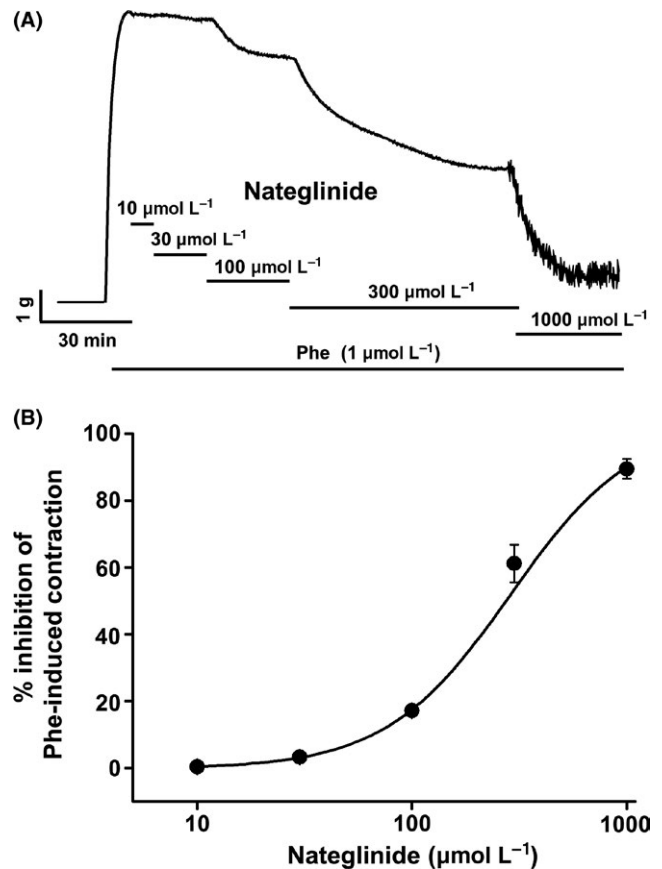 (A)
Nateglinide
10 µmol L⁻¹
30 µmol L⁻¹
100 µmol L⁻¹
300 µmol L⁻¹
1000 µmol L⁻¹
1 g
30 min
Phe (1 µmol L⁻¹)
(B)
% inhibition of
Phe-induced contraction
100
80
60
40
20
0
10
100
1000
Nateglinide (µmol L⁻¹)